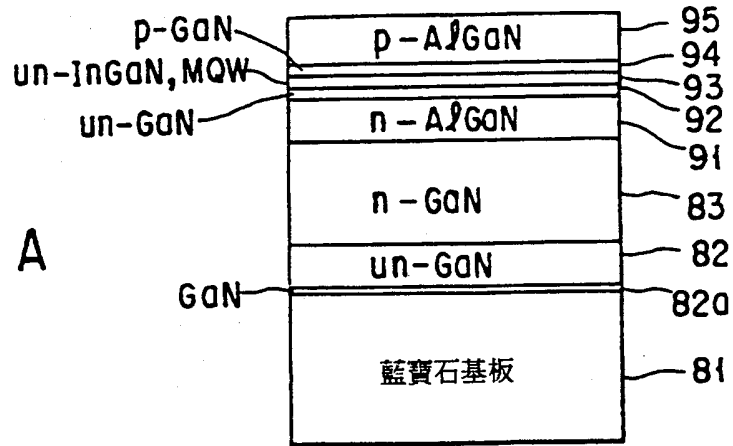 p-GaN
un-InGaN,MQW
un-GaN
A
GaN
p-AlGaN
n-AlGaN
n-GaN
un-GaN
藍寶石基板
95
94
93
92
91
83
82
82a
81